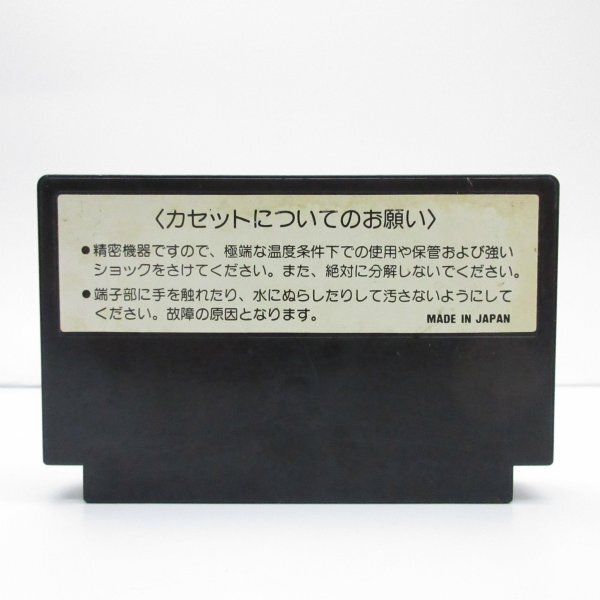 〈カセットについてのお願い〉
●精密機器ですので、極端な温度条件下での使用や保管および強い
ショックをさけてください。また、絶対に分解しないでください。
●端子部に手を触れたり、水にぬらしたりして汚さないようにして
ください。故障の原因となります。
MADE IN JAPAN